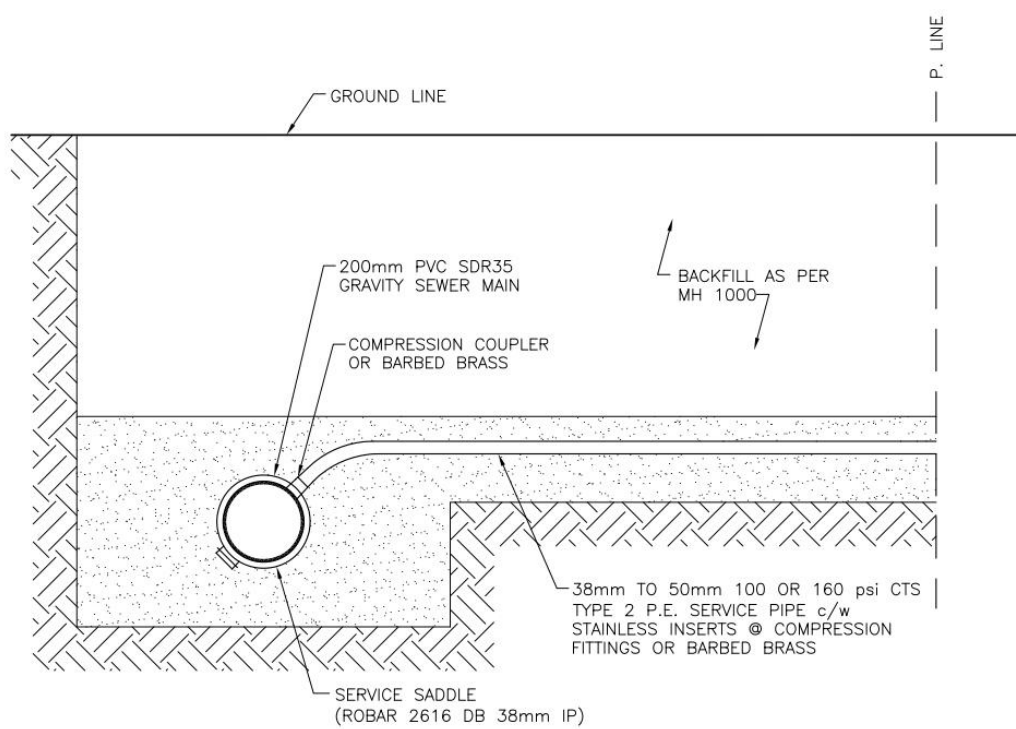 P. LINE
GROUND LINE
200mm PVC SDR35
GRAVITY SEWER MAIN
BACKFILL AS PER
MH 1000
COMPRESSION COUPLER
OR BARBED BRASS
38mm TO 50mm 100 OR 160 psi CTS
TYPE 2 P.E. SERVICE PIPE c/w
STAINLESS INSERTS @ COMPRESSION
FITTINGS OR BARBED BRASS
SERVICE SADDLE
(ROBAR 2616 DB 38mm IP)